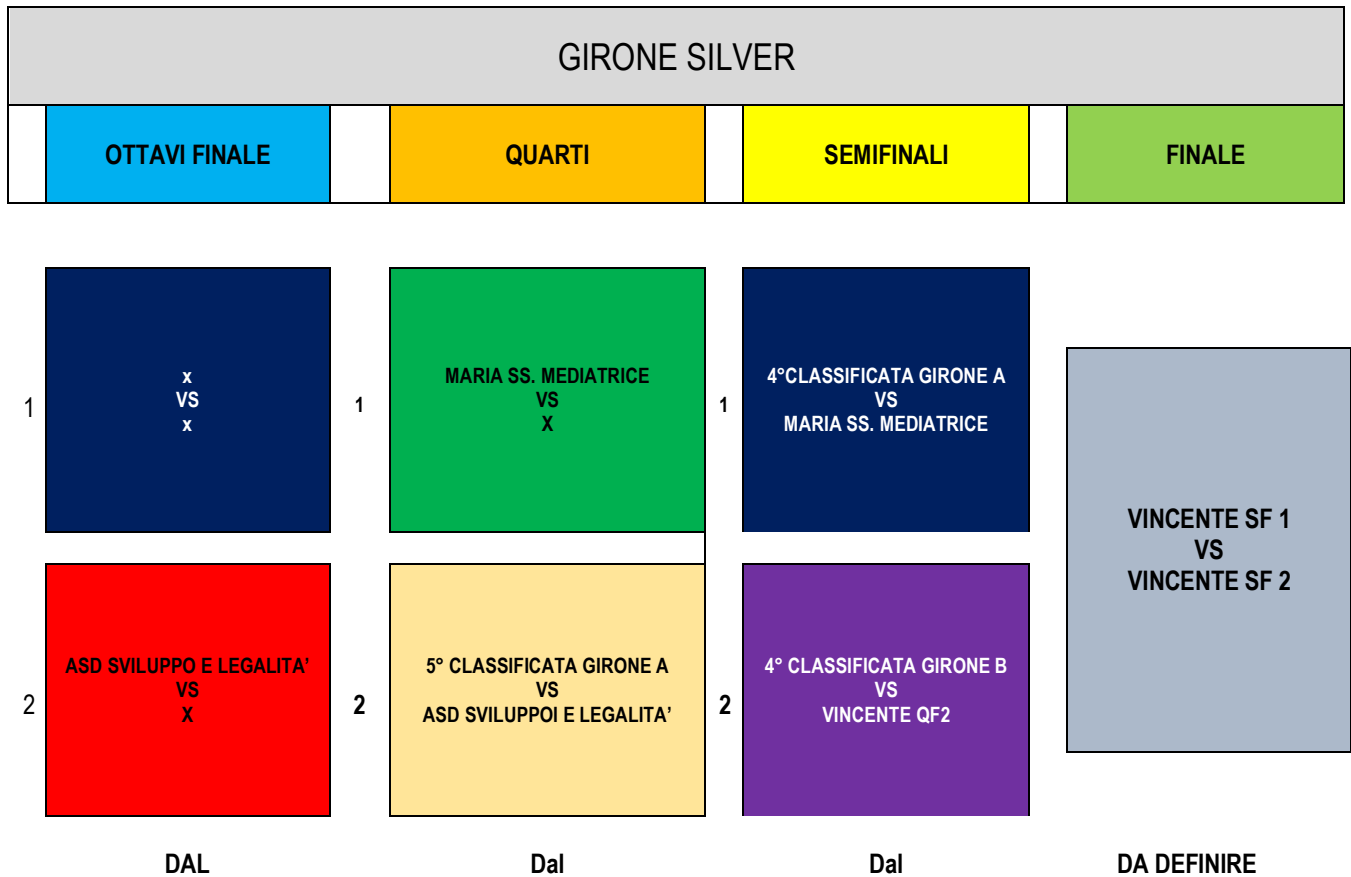 GIRONE SILVER
OTTAVI FINALE
QUARTI
SEMIFINALI
FINALE
1
x
VS
x
1
MARIA SS. MEDIATRICE
VS
X
1
4°CLASSIFICATA GIRONE A
VS
MARIA SS. MEDIATRICE
VINCENTE SF 1
VS
VINCENTE SF 2
2
ASD SVILUPPO E LEGALITA’
VS
X
2
5° CLASSIFICATA GIRONE A
VS
ASD SVILUPPOI E LEGALITA’
2
4° CLASSIFICATA GIRONE B
VS
VINCENTE QF2
DAL
Dal
Dal
DA DEFINIRE